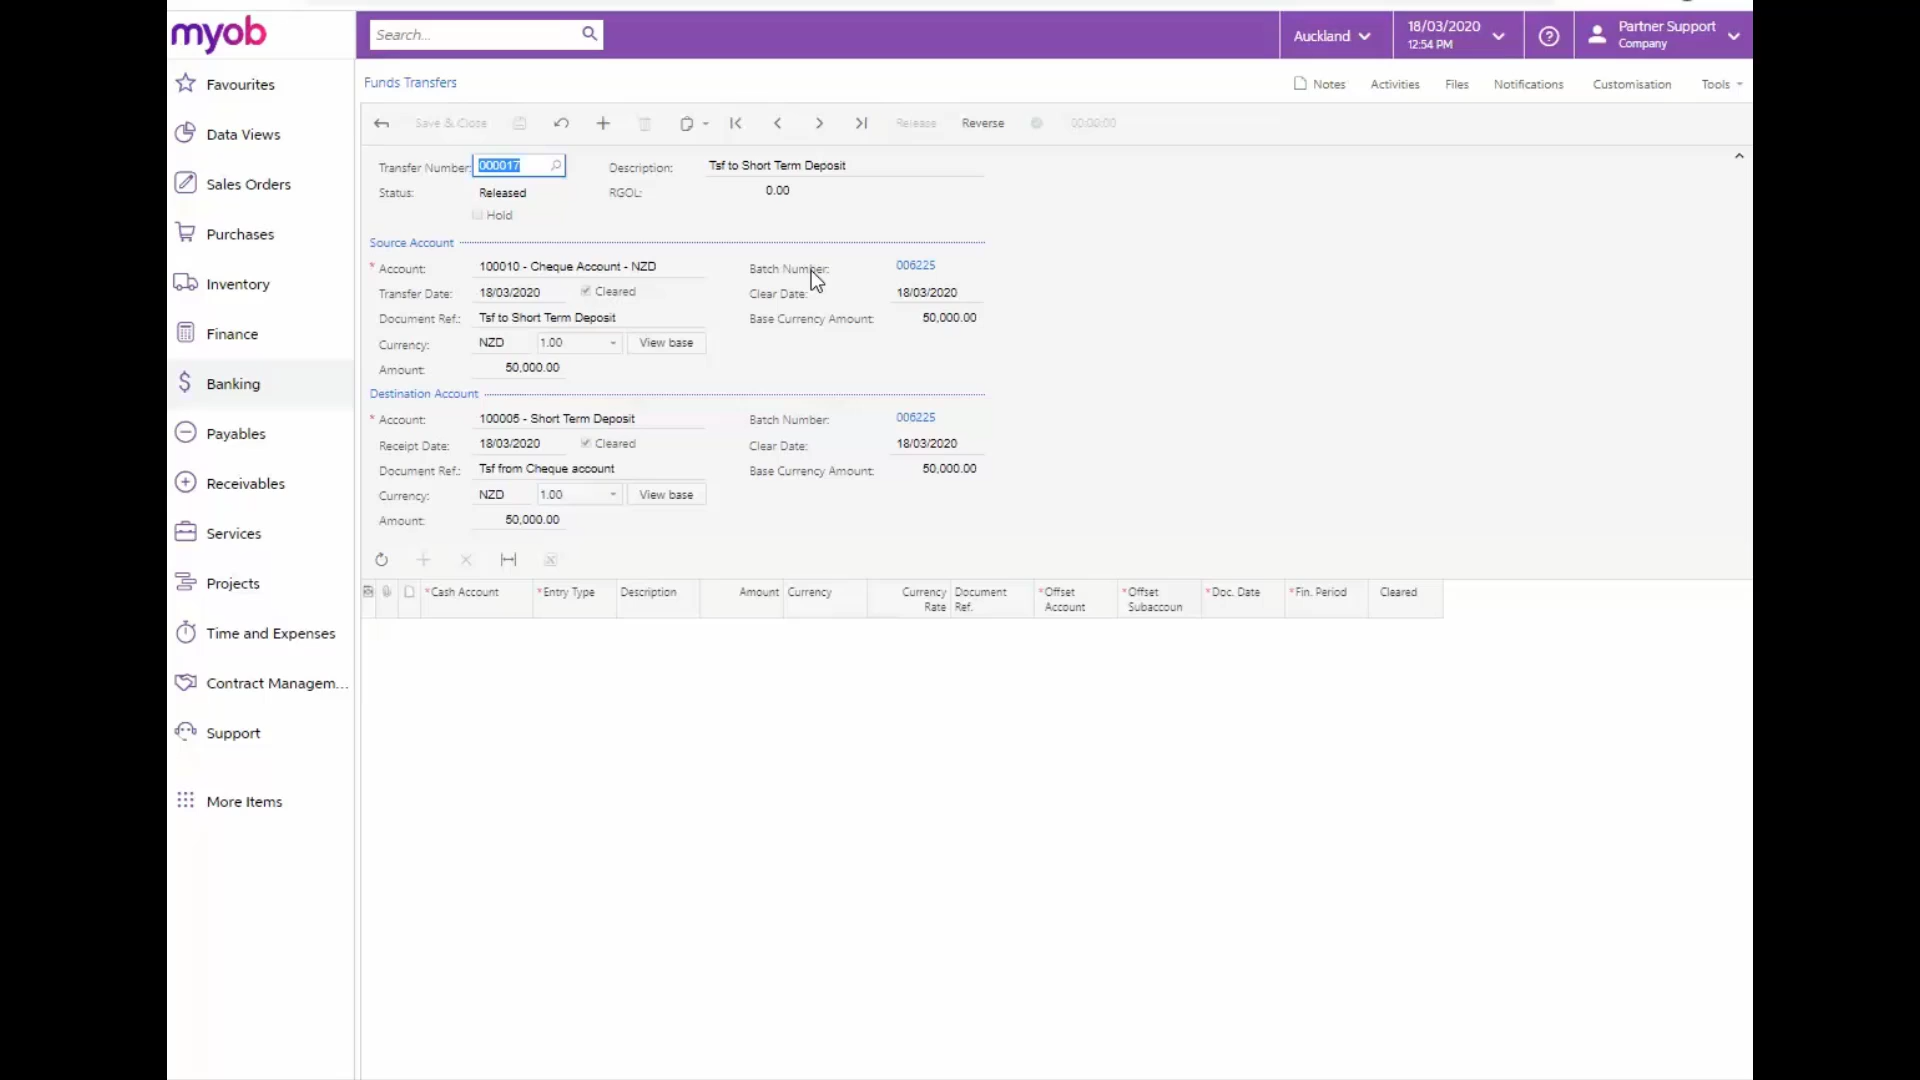 myob
Search...
Auckland
18/03/2020
12:54 PM
Partner Support
Company
Favourites
Data Views
Sales Orders
Purchases
Inventory
Finance
Banking
Payables
Receivables
Services
Projects
Time and Expenses
Contract Managem...
Support
More Items
Funds Transfers
Notes Activities Files Notifications Customisation Tools
Save & Close Release Reverse 00:00:00
Transfer Number: 000017 Description: Tsf to Short Term Deposit
Status: Released RGOL: 0.00
Hold
Source Account
* Account: 100010 - Cheque Account - NZD Batch Number: 006225
Transfer Date: 18/03/2020 Cleared Clear Date: 18/03/2020
Document Ref.: Tsf to Short Term Deposit Base Currency Amount: 50,000.00
Currency: NZD 1.00 View base
Amount: 50,000.00
Destination Account
* Account: 100005 - Short Term Deposit Batch Number: 006225
Receipt Date: 18/03/2020 Cleared Clear Date: 18/03/2020
Document Ref.: Tsf from Cheque account Base Currency Amount: 50,000.00
Currency: NZD 1.00 View base
Amount: 50,000.00
*Cash Account *Entry Type Description Amount Currency Currency Document *Offset *Offset *Doc. Date *Fin. Period Cleared
Rate Ref. Account Subaccoun